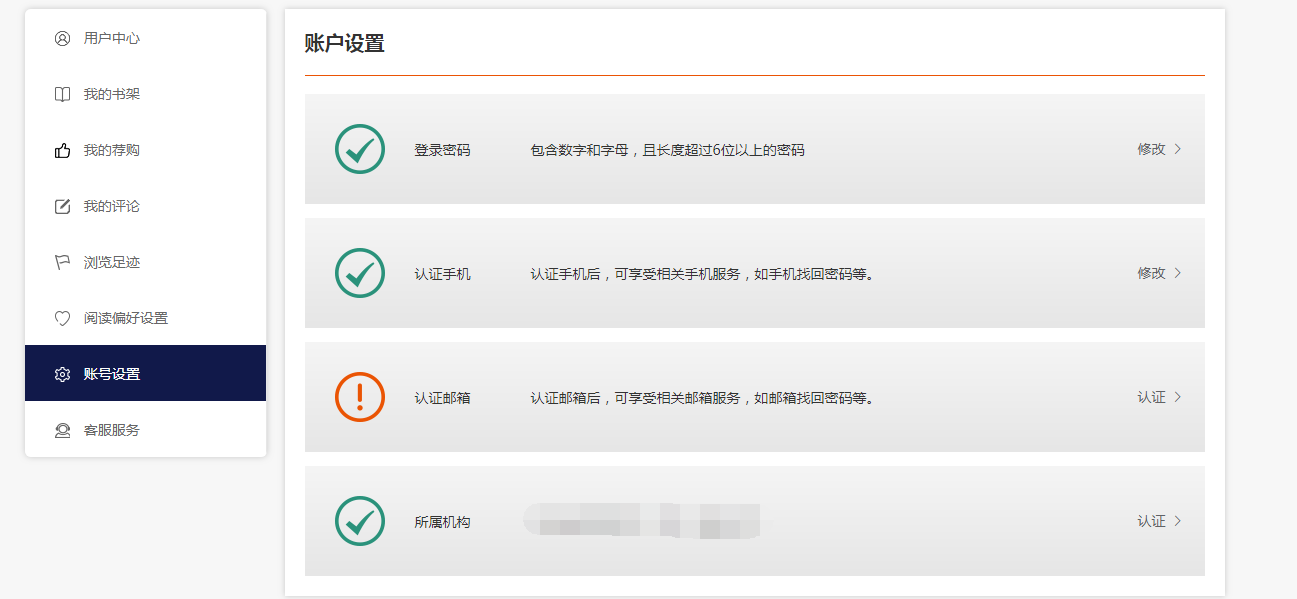 用户中心
我的书架
我的荐购
我的评论
浏览足迹
阅读偏好设置
账号设置
客服服务
账户设置
登录密码 包含数字和字母，且长度超过6位以上的密码 修改
认证手机 认证手机后，可享受相关手机服务，如手机找回密码等。 修改
认证邮箱 认证邮箱后，可享受相关邮箱服务，如邮箱找回密码等。 认证
所属机构 认证